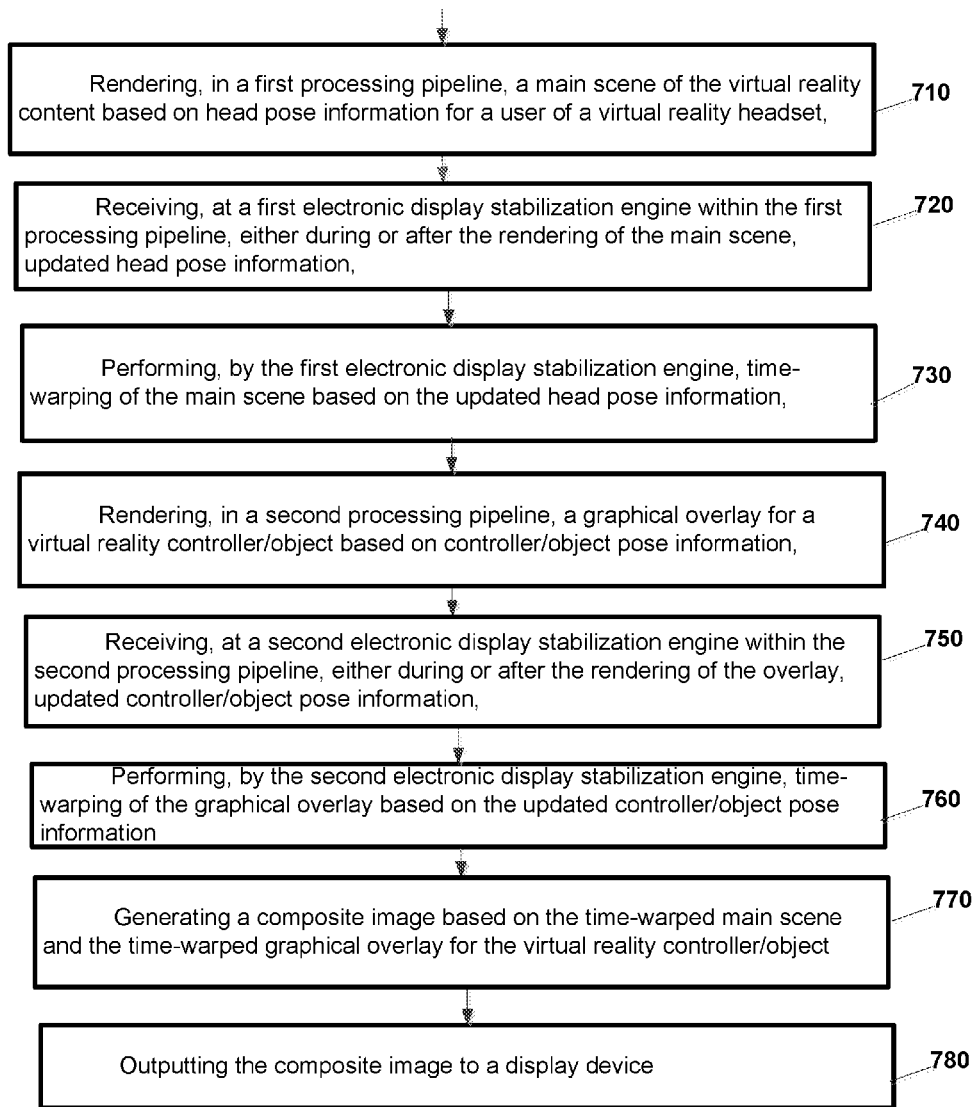 Rendering, in a first processing pipeline, a main scene of the virtual reality
content based on head pose information for a user of a virtual reality headset,
710
Receiving, at a first electronic display stabilization engine within the first
processing pipeline, either during or after the rendering of the main scene,
updated head pose information,
720
Performing, by the first electronic display stabilization engine, time-
warping of the main scene based on the updated head pose information,
730
Rendering, in a second processing pipeline, a graphical overlay for a
virtual reality controller/object based on controller/object pose information,
740
Receiving, at a second electronic display stabilization engine within the
second processing pipeline, either during or after the rendering of the overlay,
updated controller/object pose information,
750
Performing, by the second electronic display stabilization engine, time-
warping of the graphical overlay based on the updated controller/object pose
information
760
Generating a composite image based on the time-warped main scene
and the time-warped graphical overlay for the virtual reality controller/object
770
Outputting the composite image to a display device
780